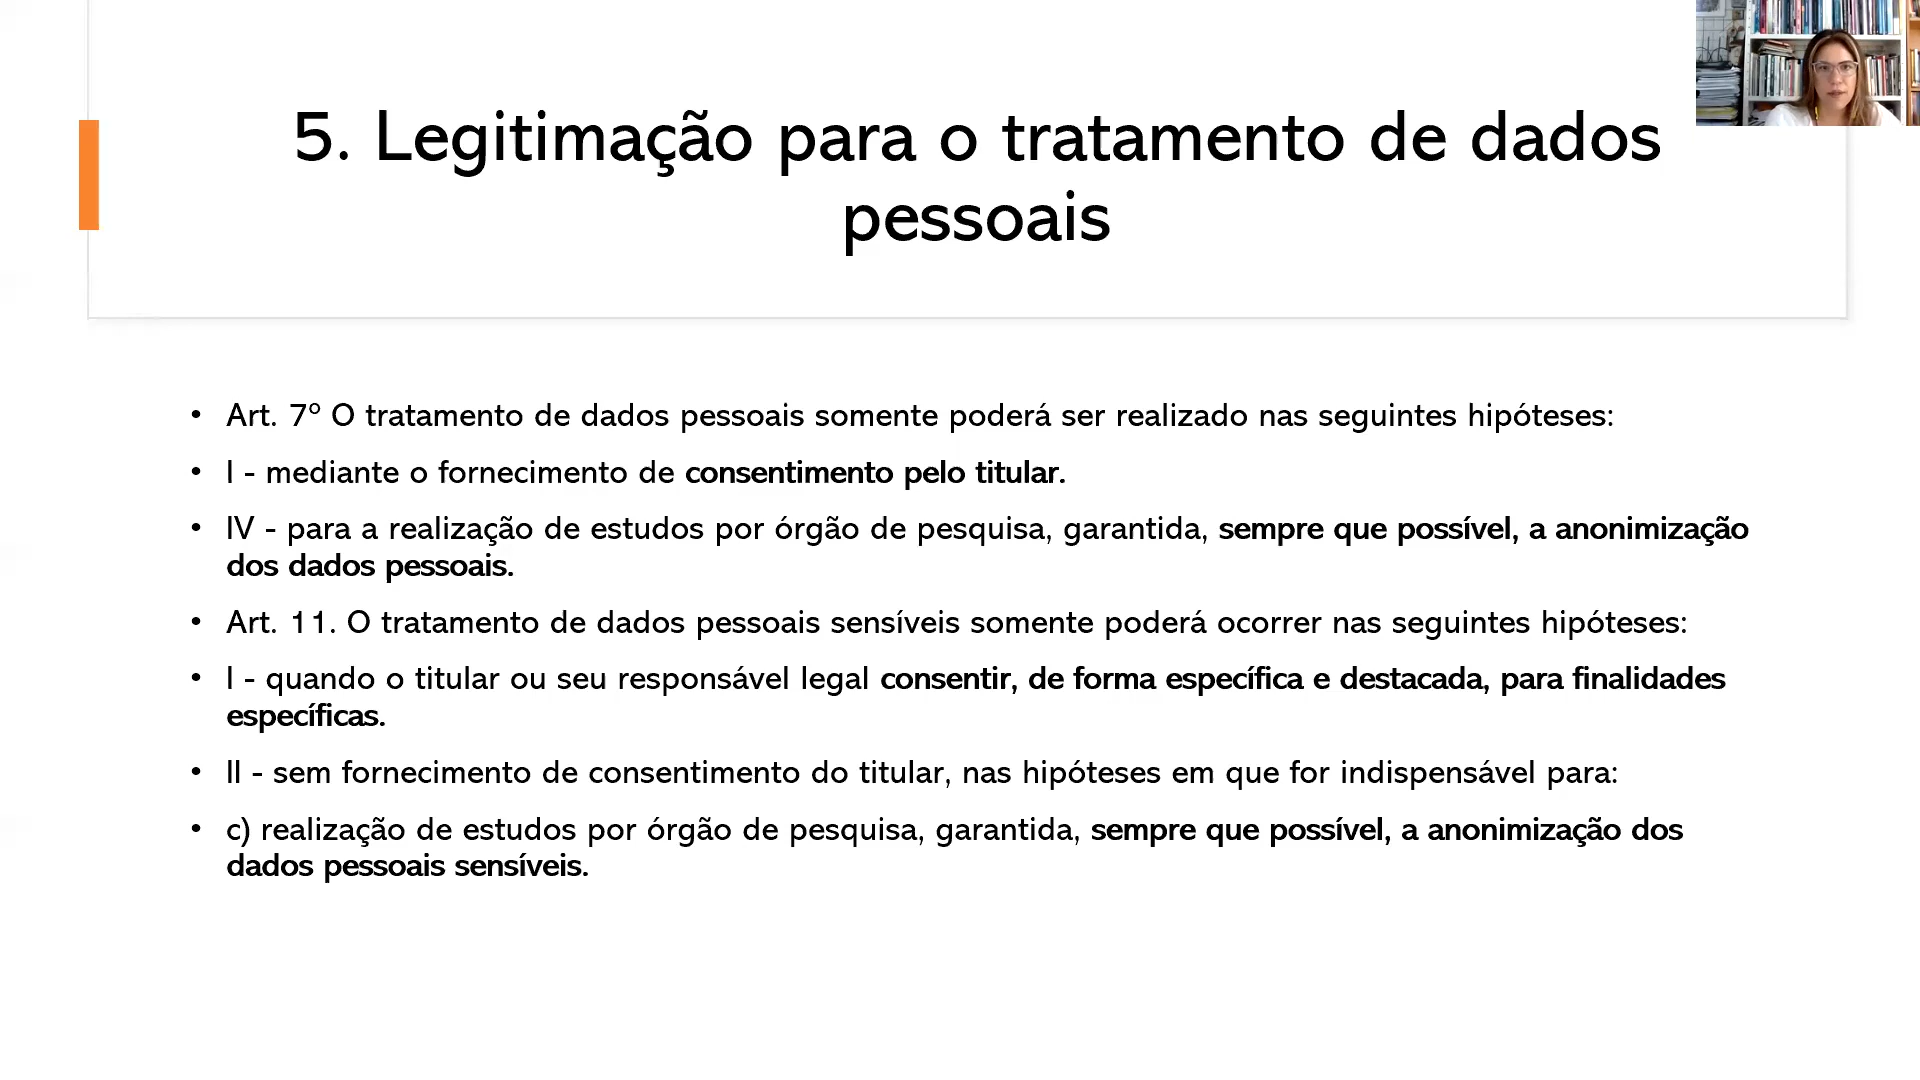 5. Legitimação para o tratamento de dados
pessoais
• Art. 7º O tratamento de dados pessoais somente poderá ser realizado nas seguintes hipóteses:
• I - mediante o fornecimento de consentimento pelo titular.
• IV - para a realização de estudos por órgão de pesquisa, garantida, sempre que possível, a anonimização
dos dados pessoais.
• Art. 11. O tratamento de dados pessoais sensíveis somente poderá ocorrer nas seguintes hipóteses:
• I - quando o titular ou seu responsável legal consentir, de forma específica e destacada, para finalidades
específicas.
• II - sem fornecimento de consentimento do titular, nas hipóteses em que for indispensável para:
• c) realização de estudos por órgão de pesquisa, garantida, sempre que possível, a anonimização dos
dados pessoais sensíveis.